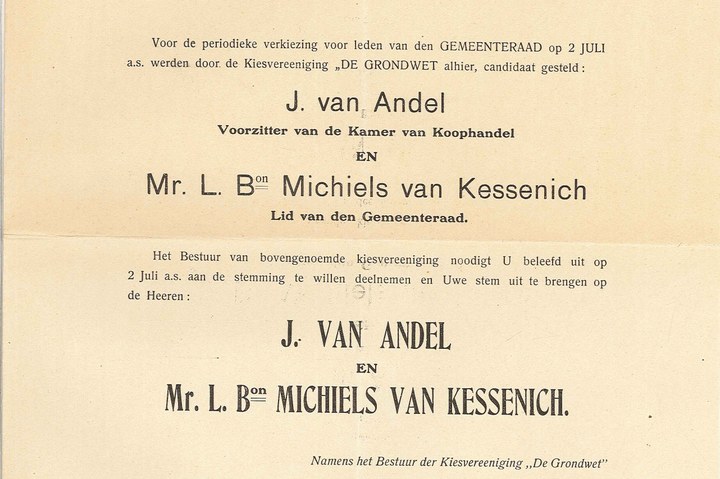 Voor de periodieke verkiezing voor leden van den GEMEENTERAAD op 2 JULI
a.s. werden door de Kiesvereeniging „DE GRONDWET alhier, candidaat gesteld:
J. van Andel
Voorzitter van de Kamer van Koophandel
EN
Mr. L. Bon Michiels van Kessenich
Lid van den Gemeenteraad.
Het Bestuur van bovengenoemde kiesvereeniging noodigt U beleefd uit op
2 Juli a.s. aan de stemming te willen deelnemen en Uwe stem uit te brengen op
de Heeren:
J. VAN ANDEL
EN
Mr. L. Bon MICHIELS VAN KESSENICH.
Namens het Bestuur der Kiesvereeniging ,,De Grondwet"